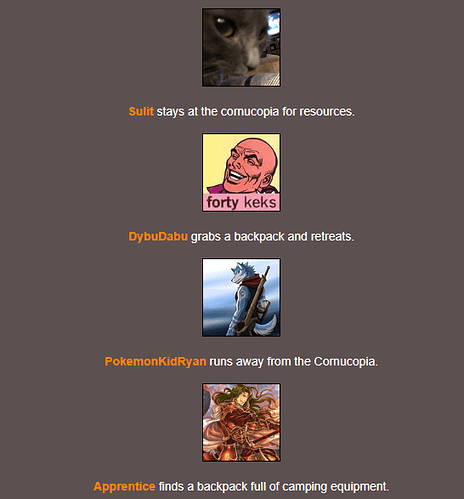 Sulit stays at the cornucopia for resources.
forty keks
DybuDabu grabs a backpack and retreats.
PokemonKidRyan runs away from the Cornucopia.
Apprentice finds a backpack full of camping equipment.